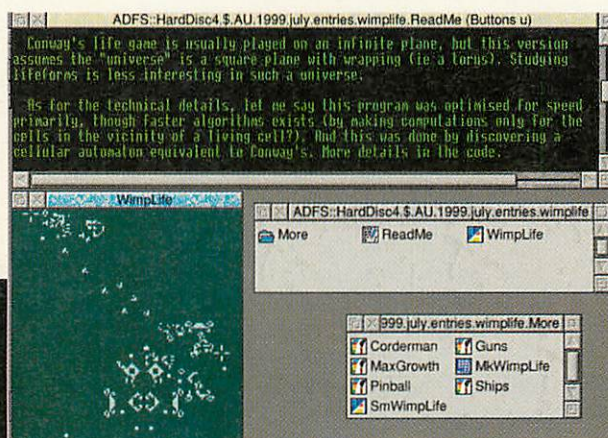 ADFS::HardDisc4.$.AU.1999.july.entries.wimplife.ReadMe (Buttons u)
Conway's life game is usually played on an infinite plane, but this version
assumes the "universe" is a square plane with wrapping (ie a torus). Studying
lifeforms is less interesting in such a universe.
As for the technical details, let me say this program was optimised for speed
primarily, though faster algorithms exists (by making computations only for the
cells in the vicinity of a living cell?). And this was done by discovering a
cellular automaton equivalent to Conway's. More details in the code.
WimpLife
ADFS::HardDisc4.$.AU.1999.july.entries.wimplife
More
ReadMe
WimpLife
999.july.entries.wimplife.More
Corderman
Guns
MaxGrowth
MkWimpLife
Pinball
Ships
SmWimpLife